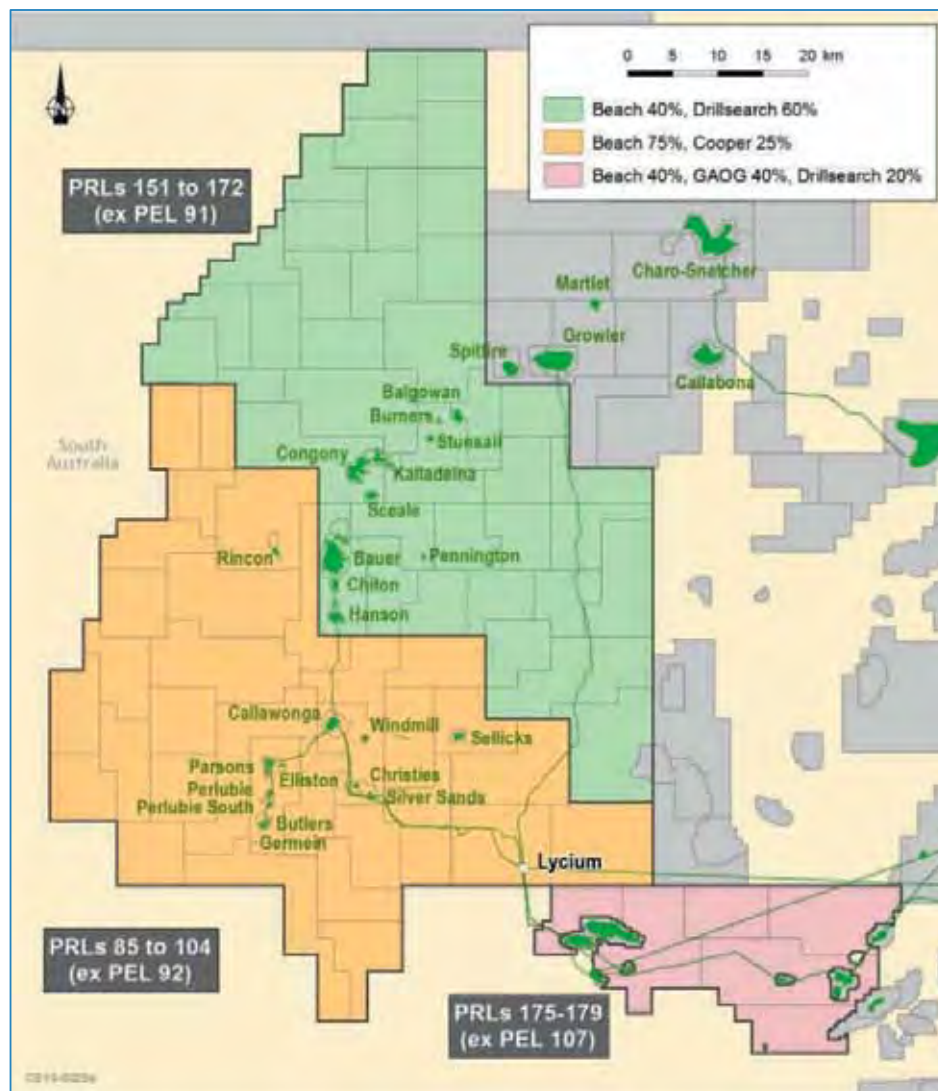 0 5 10 15 20 km
Beach 40%, Drillsearch 60%
Beach 75%, Cooper 25%
Beach 40%, GAOG 40%, Drillsearch 20%
N
PRLs 151 to 172
(ex PEL 91)
Charo-Snatcher
Martlet
Growler
Spitfire
Callabona
Balgowan
Burners
Stunsail
South
Australia
Congony
Kalladeina
Sceale
Rincon
Bauer
Pennington
Chiton
Hanson
Callawonga
Windmill
Sellicks
Parsons
Elliston
Christies
Perlubie
Silver Sands
Perlubie South
Butlers
Germein
Lycium
PRLs 85 to 104
(ex PEL 92)
PRLs 175-179
(ex PEL 107)